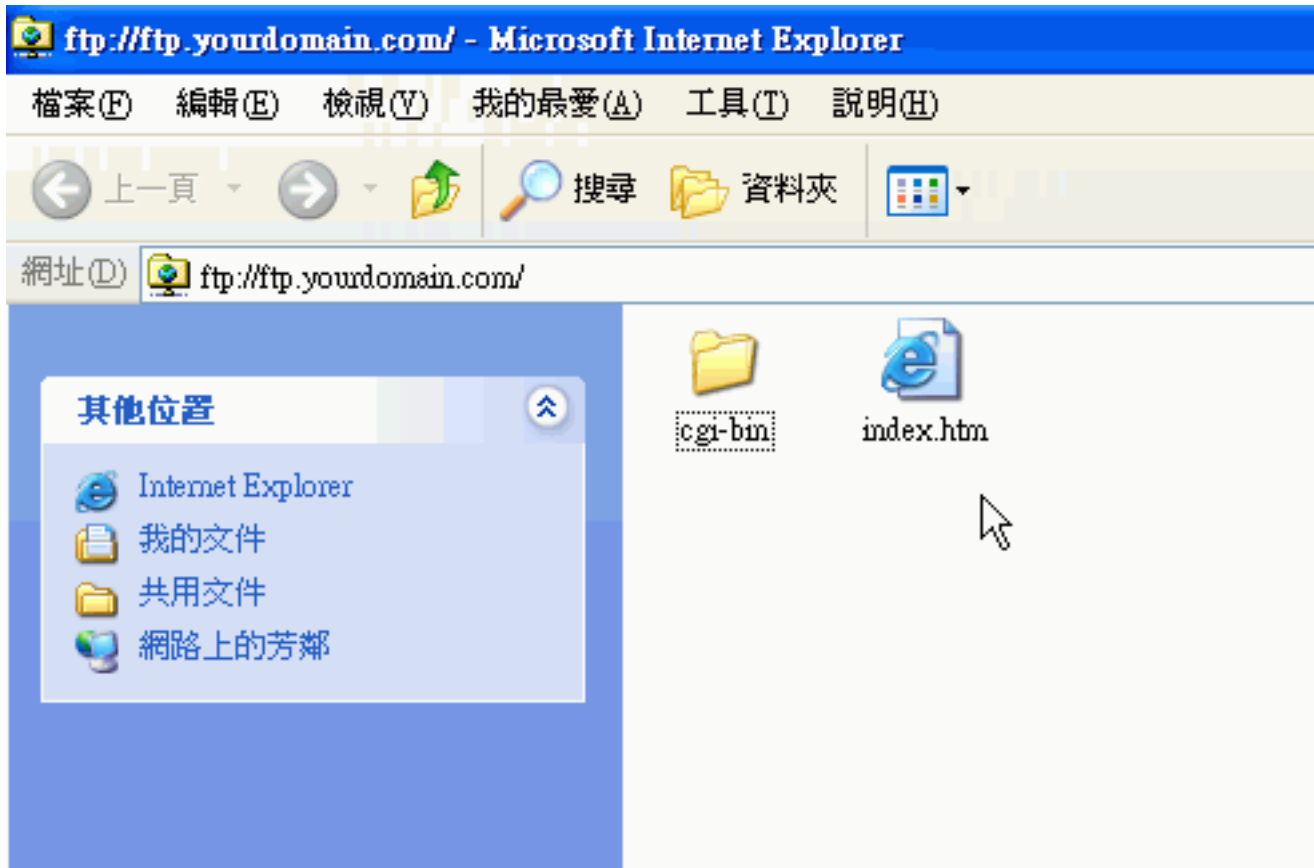 ftp://ftp.yourdomain.com/ - Microsoft Internet Explorer
檔案(F) 編輯(E) 檢視(V) 我的最愛(A) 工具(T) 說明(H)
上一頁 搜尋 資料夾
網址(D) ftp://ftp.yourdomain.com/
cgi-bin index.htm
其他位置
Internet Explorer
我的文件
共用文件
網路上的芳鄰